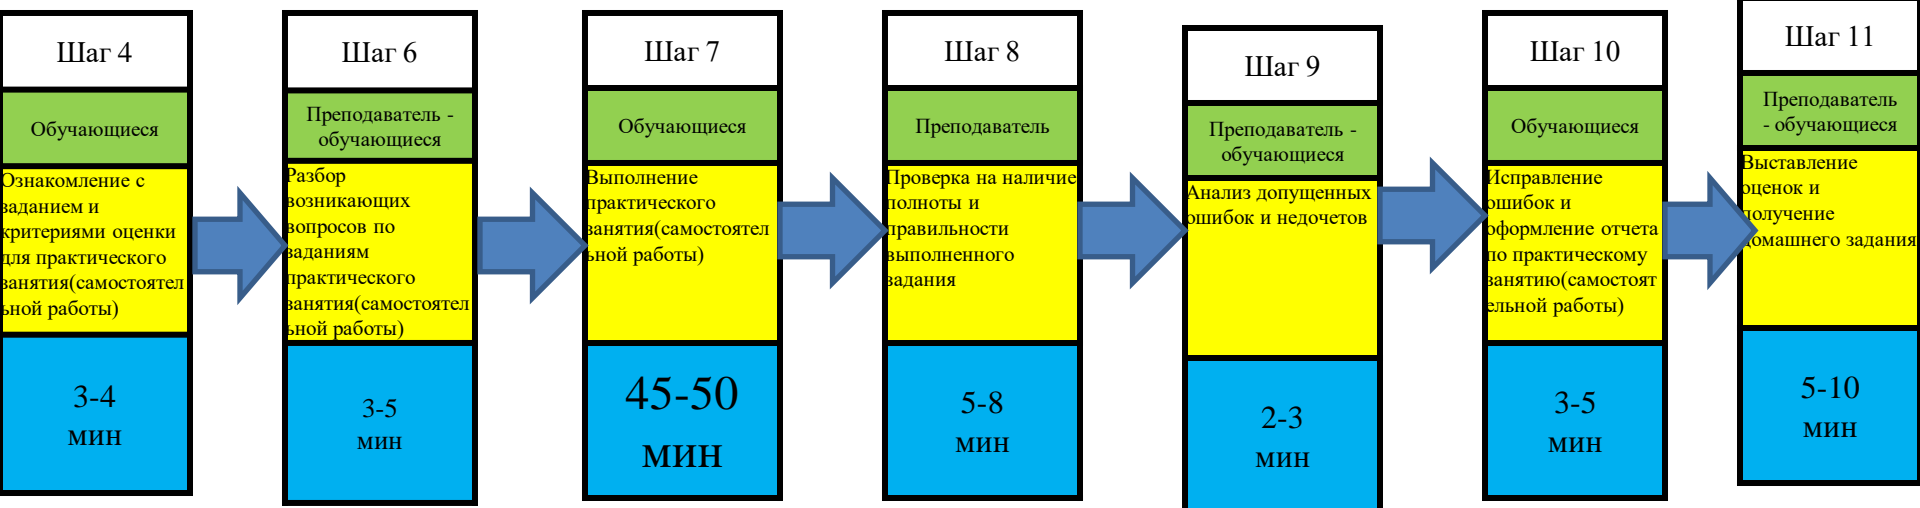 Шаг 4
Обучающиеся
Ознакомление с
заданием и
критериями оценки
для практического
занятия(самостоятел
ьной работы)
3-4
мин
Шаг 6
Преподаватель -
обучающиеся
Разбор
возникающих
вопросов по
заданиям
практического
занятия(самостоятел
ьной работы)
3-5
мин
Шаг 7
Обучающиеся
Выполнение
практического
занятия(самостоятел
ьной работы)
45-50
мин
Шаг 8
Преподаватель
Проверка на наличие
полноты и
правильности
выполненного
задания
5-8
мин
Шаг 9
Преподаватель -
обучающиеся
Анализ допущенных
ошибок и недочетов
2-3
мин
Шаг 10
Обучающиеся
Исправление
ошибок и
оформление отчета
по практическому
занятию(самостоят
ельной работы)
3-5
мин
Шаг 11
Преподаватель
- обучающиеся
Выставление
оценок и
получение
домашнего задания
5-10
мин